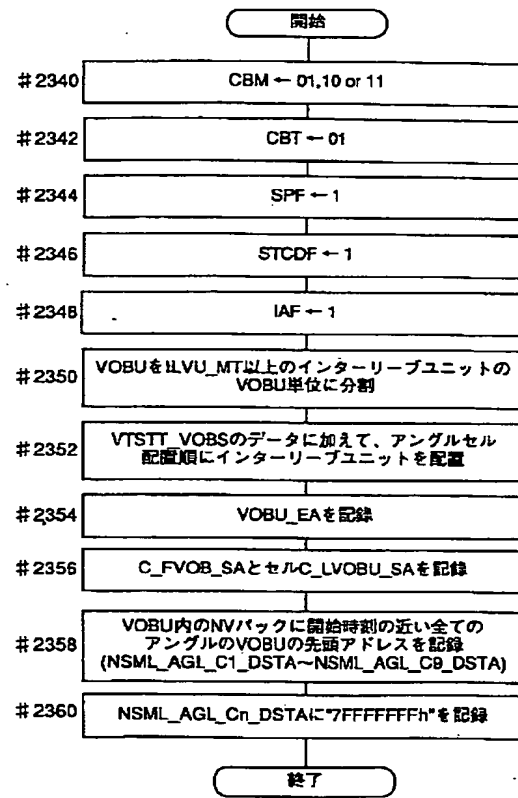 開始
#2340
CBM ← 01,10 or 11
#2342
CBT ← 01
#2344
SPF ← 1
#2346
STCDF ← 1
#2348
IAF ← 1
#2350
VOBUをILVU_MT以上のインターリーブユニットの
VOBU単位に分割
#2352
VTSTT_VOBSのデータに加えて、アングルセル
配置順にインターリーブユニットを配置
#2354
VOBU_EAを記録
#2356
C_FVOB_SAとセルC_LVOBU_SAを記録
#2358
VOBU内のNVパックに開始時刻の近い全ての
アングルのVOBUの先頭アドレスを記録
(NSML_AGL_C1_DSTA～NSML_AGL_C9_DSTA)
#2360
NSML_AGL_Cn_DSTAに"7FFFFFFFh"を記録
終了